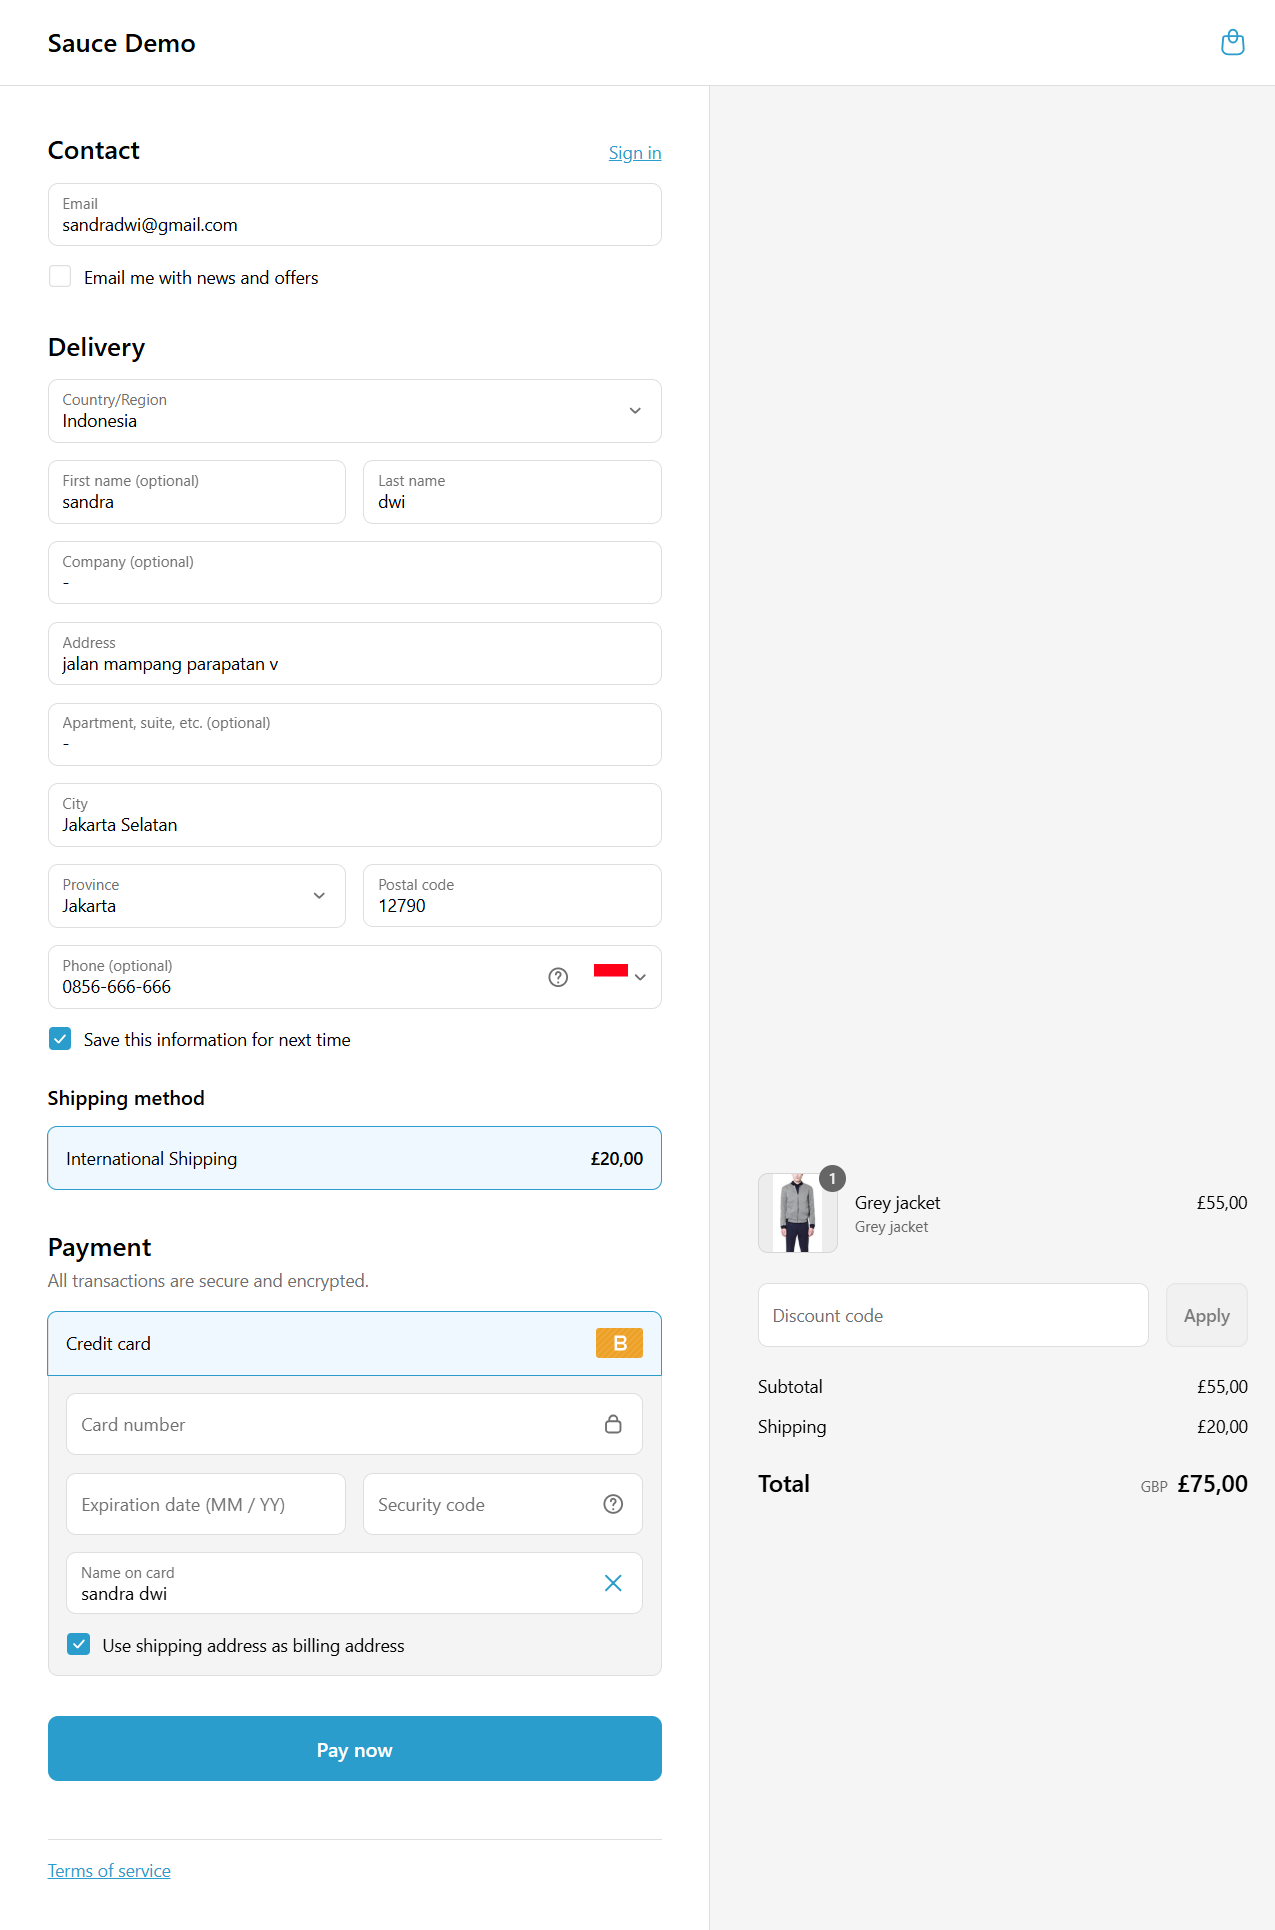 Sauce Demo
Contact
Sign in
Email
sandradwi@gmail.com
Email me with news and offers
Delivery
Country/Region
Indonesia
First name (optional)
sandra
Last name
dwi
Company (optional)
-
Address
jalan mampang parapatan v
Apartment, suite, etc. (optional)
-
City
Jakarta Selatan
Province
Jakarta
Postal code
12790
Phone (optional)
0856-666-666
Save this information for next time
Shipping method
International Shipping £20,00
Payment
All transactions are secure and encrypted.
Credit card B
Card number
Expiration date (MM / YY)
Security code
Name on card
sandra dwi
Use shipping address as billing address
Pay now
Terms of service
1
Grey jacket £55,00
Grey jacket
Discount code
Apply
Subtotal £55,00
Shipping £20,00
Total GBP £75,00